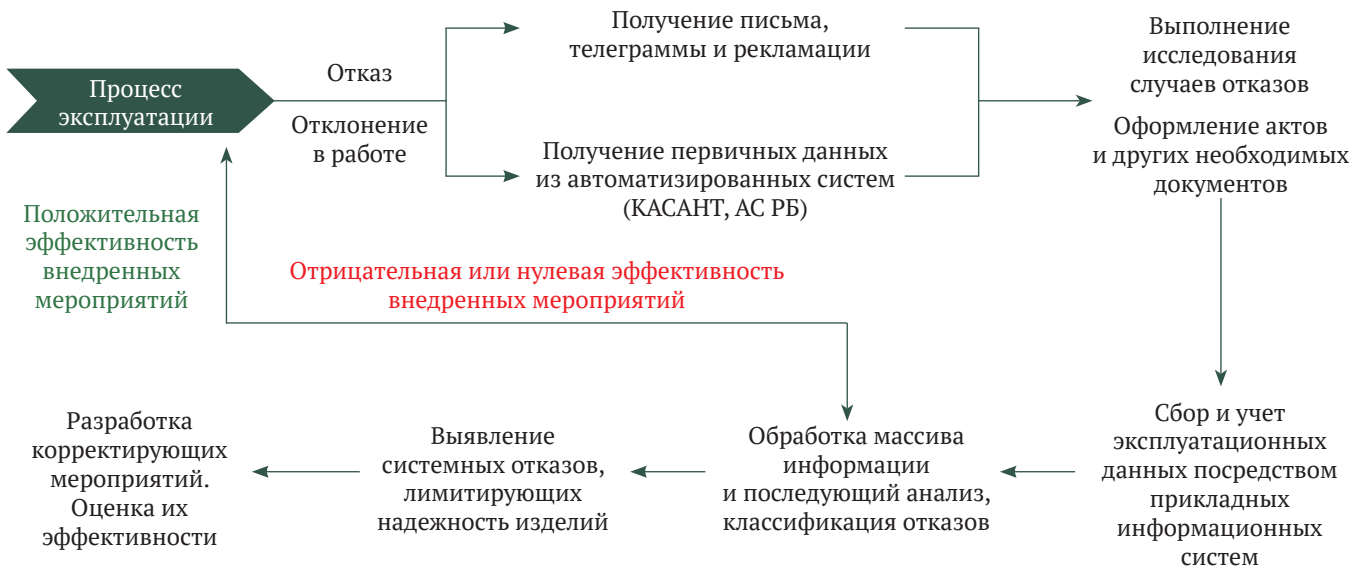 Процесс
эксплуатации
Отказ
Отклонение
в работе
Получение письма,
телеграммы и рекламации
Получение первичных данных
из автоматизированных систем
(КАСАНТ, АС РБ)
Выполнение
исследования
случаев отказов
Оформление актов
и других необходимых
документов
Положительная
эффективность
внедренных
мероприятий
Отрицательная или нулевая эффективность
внедренных мероприятий
Разработка
корректирующих
мероприятий.
Оценка их
эффективности
Выявление
системных отказов,
лимитирующих
надежность изделий
Обработка массива
информации
и последующий анализ,
классификация отказов
Сбор и учет
эксплуатационных
данных посредством
прикладных
информационных
систем